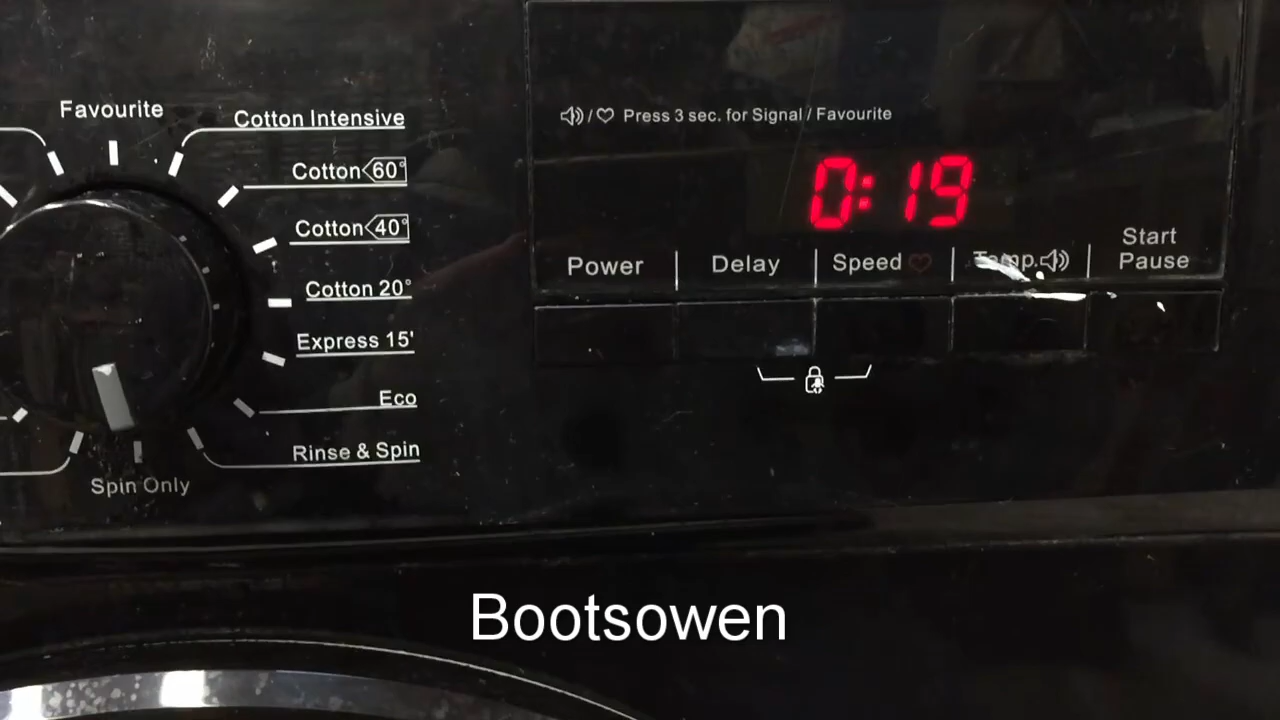 Favourite
Cotton Intensive
Cotton 60°
Cotton 40°
Cotton 20°
Express 15'
Eco
Rinse & Spin
Spin Only
/ Press 3 sec. for Signal / Favourite
0:19
Power
Delay
Speed
Temp.
Start
Pause
Bootsowen